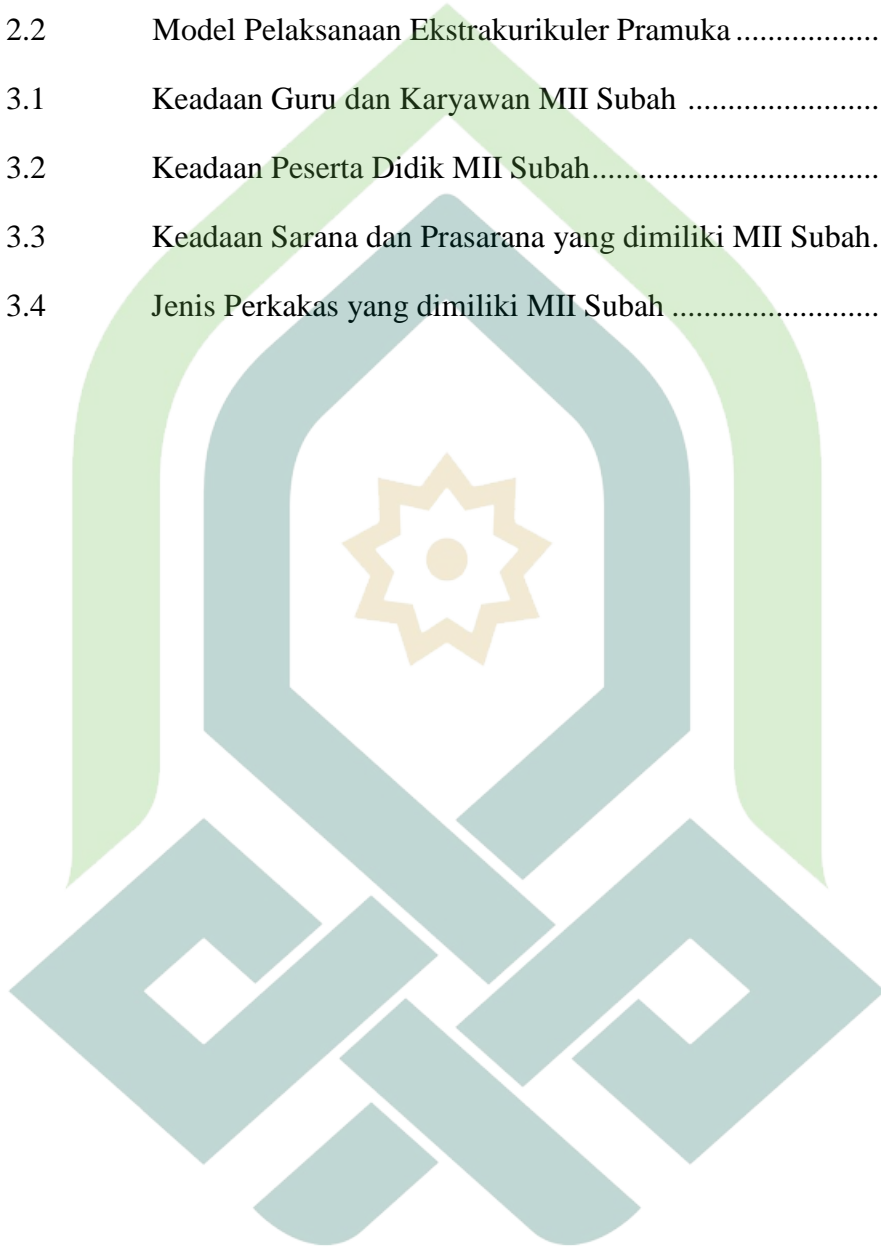 2.2 Model Pelaksanaan Ekstrakurikuler Pramuka ..................
3.1 Keadaan Guru dan Karyawan MII Subah .......................
3.2 Keadaan Peserta Didik MII Subah....................................
3.3 Keadaan Sarana dan Prasarana yang dimiliki MII Subah.
3.4 Jenis Perkakas yang dimiliki MII Subah ..........................